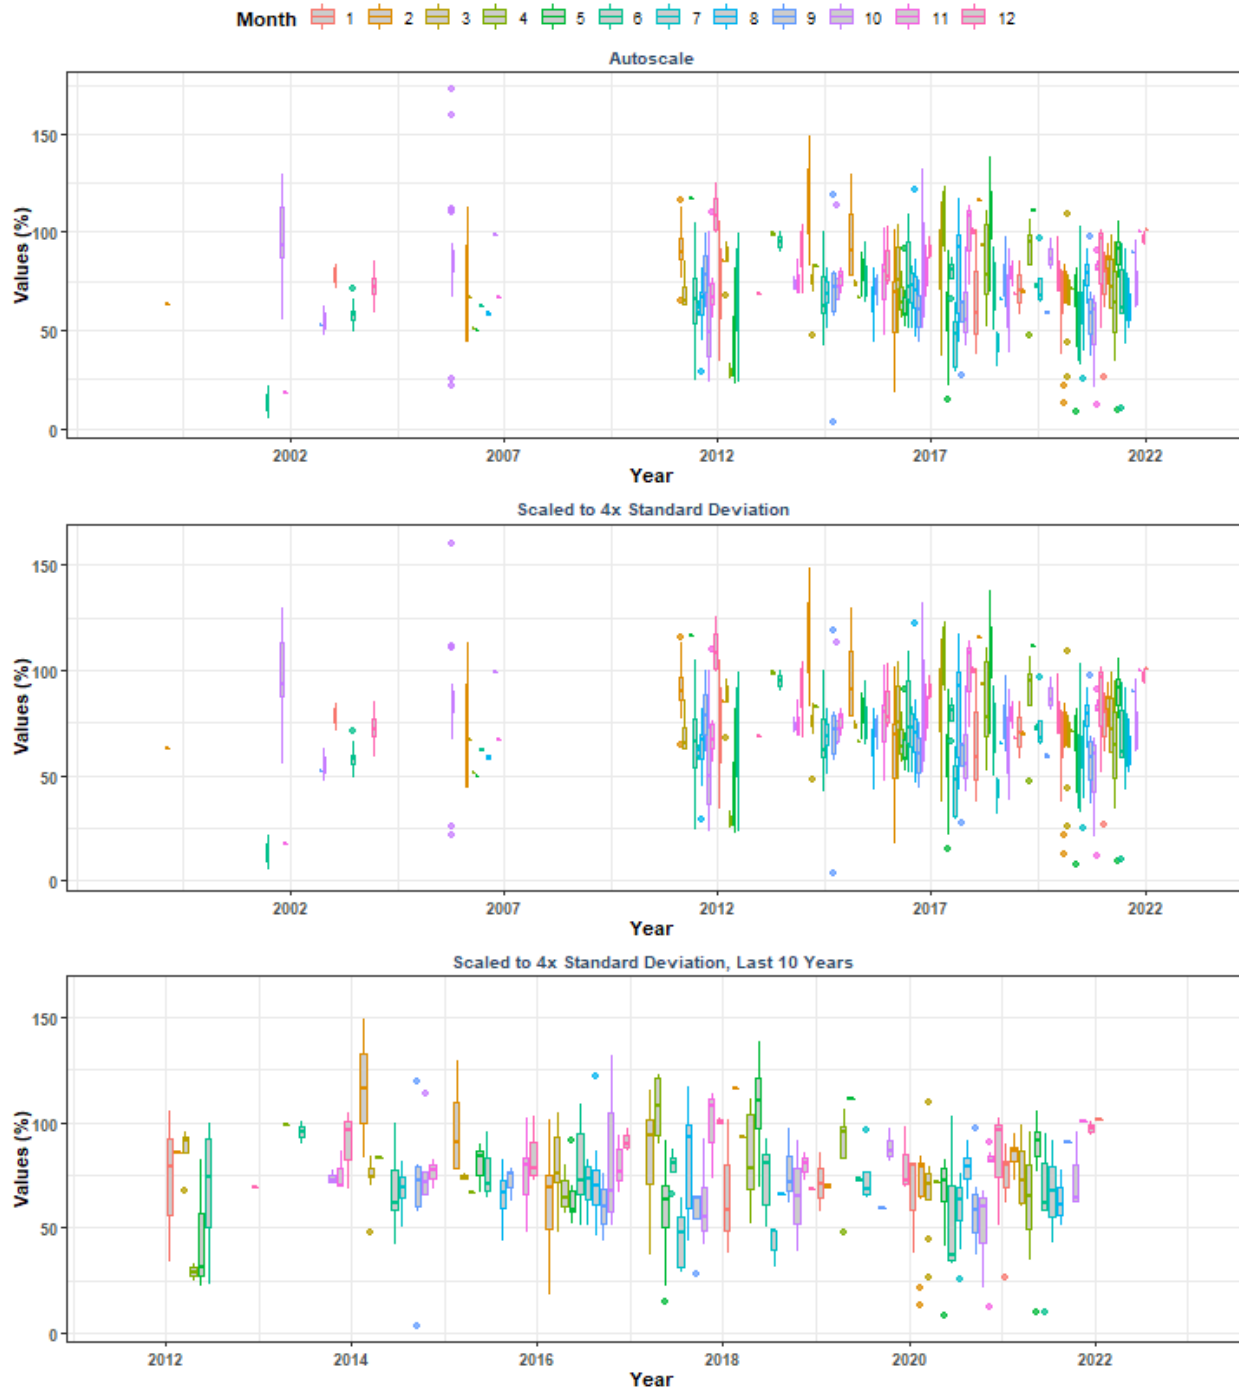 Month 1 2 3 4 5 6 7 8 9 10 11 12
Autoscale
Values (%)
150
100
50
0
2002 2007 2012 2017 2022
Year
Scaled to 4x Standard Deviation
Values (%)
150
100
50
0
2002 2007 2012 2017 2022
Year
Scaled to 4x Standard Deviation, Last 10 Years
Values (%)
150
100
50
0
2012 2014 2016 2018 2020 2022
Year